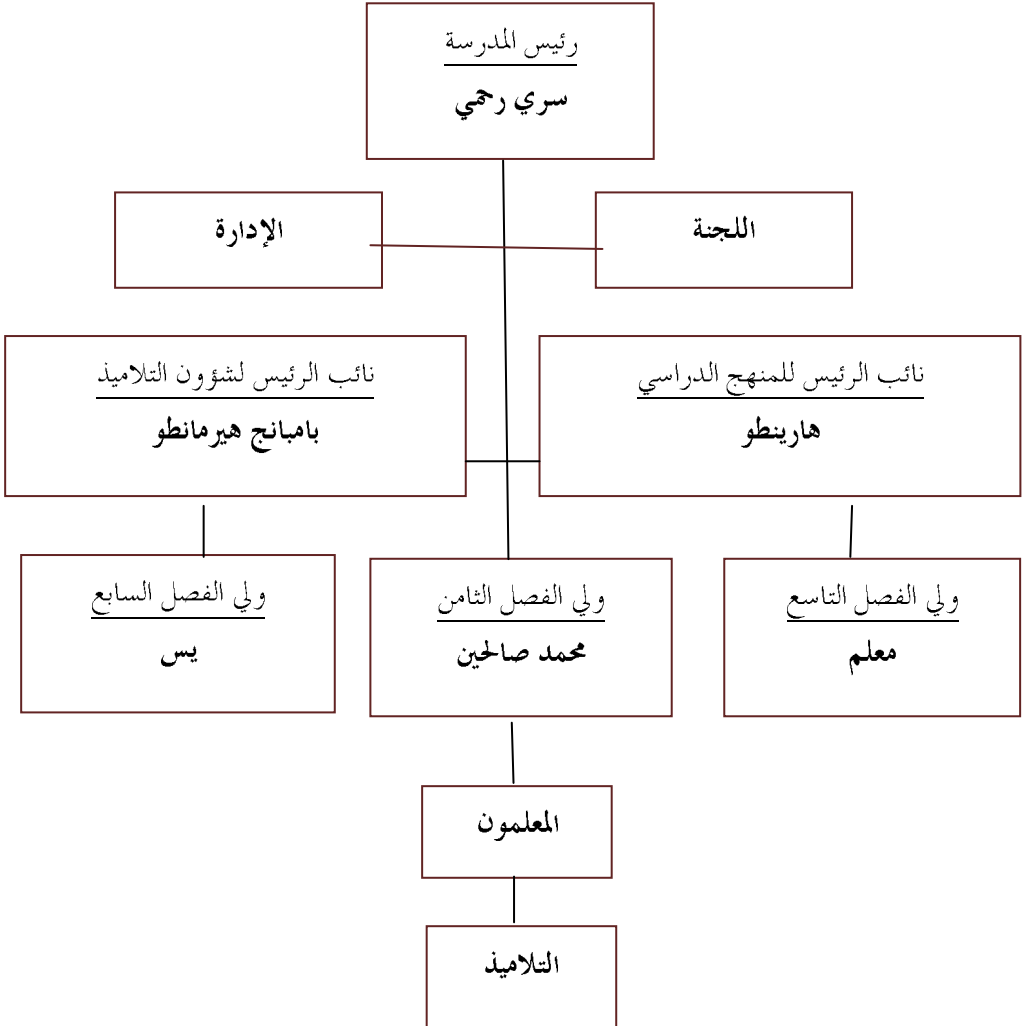 رئيس المدرسة
سري رحمي
اللجنة
الإدارة
نائب الرئيس للمنهج الدراسي
هارينطو
نائب الرئيس لشؤون التلاميذ
بامبانج هيرمانطو
ولي الفصل التاسع
معلم
ولي الفصل الثامن
محمد صالحين
ولي الفصل السابع
يس
المعلمون
التلاميذ